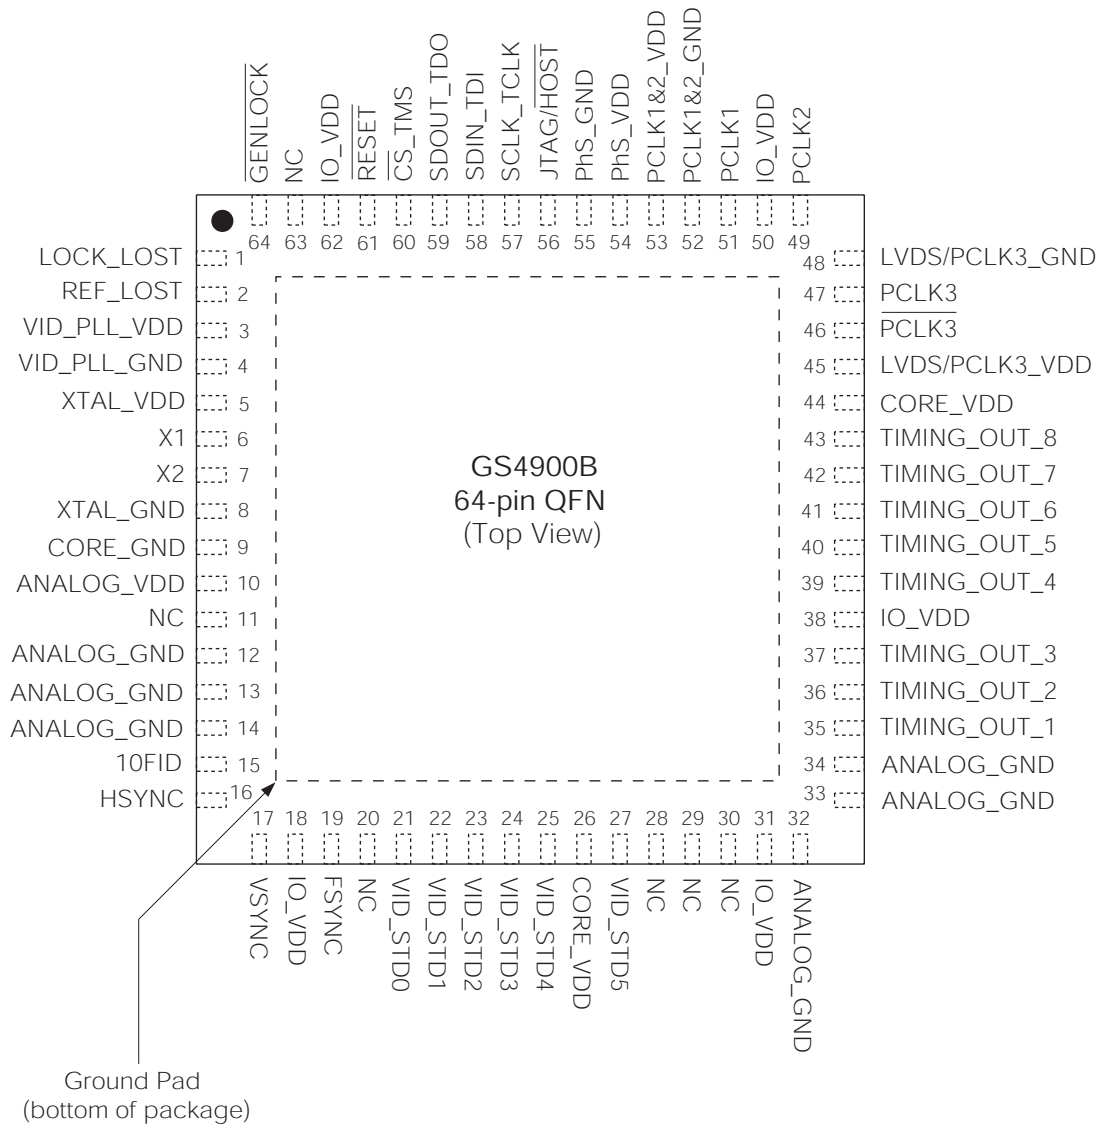 GENLOCK
NC
IO_VDD
RESET
CS_TMS
SDOUT_TDO
SDIN_TDI
SCLK_TCLK
JTAG/HOST
PhS_GND
PhS_VDD
PCLK1&2_VDD
PCLK1&2_GND
PCLK1
IO_VDD
PCLK2
64 63 62 61 60 59 58 57 56 55 54 53 52 51 50 49
LOCK_LOST 1
REF_LOST 2
VID_PLL_VDD 3
VID_PLL_GND 4
XTAL_VDD 5
X1 6
X2 7
XTAL_GND 8
CORE_GND 9
ANALOG_VDD 10
NC 11
ANALOG_GND 12
ANALOG_GND 13
ANALOG_GND 14
10FID 15
HSYNC 16
GS4900B
64-pin QFN
(Top View)
48 LVDS/PCLK3_GND
47 PCLK3
46 PCLK3
45 LVDS/PCLK3_VDD
44 CORE_VDD
43 TIMING_OUT_8
42 TIMING_OUT_7
41 TIMING_OUT_6
40 TIMING_OUT_5
39 TIMING_OUT_4
38 IO_VDD
37 TIMING_OUT_3
36 TIMING_OUT_2
35 TIMING_OUT_1
34 ANALOG_GND
33 ANALOG_GND
17 18 19 20 21 22 23 24 25 26 27 28 29 30 31 32
VSYNC
IO_VDD
FSYNC
NC
VID_STD0
VID_STD1
VID_STD2
VID_STD3
VID_STD4
CORE_VDD
VID_STD5
NC
NC
NC
IO_VDD
ANALOG_GND
Ground Pad
(bottom of package)